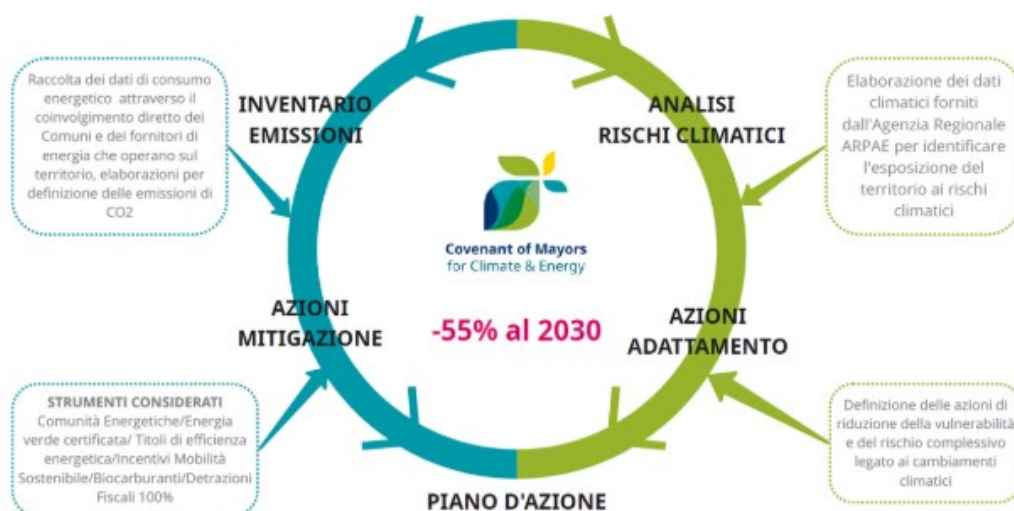 Raccolta dei dati di consumo
energetico attraverso il
coinvolgimento diretto dei
Comuni e dei fornitori di
energia che operano sul
territorio, elaborazioni per
definizione delle emissioni di
CO2
INVENTARIO
EMISSIONI
ANALISI
RISCHI CLIMATICI
Elaborazione dei dati
climatici forniti
dall'Agenzia Regionale
ARPAE per identificare
l'esposizione del
territorio ai rischi
climatici
Covenant of Mayors
for Climate & Energy
-55% al 2030
AZIONI
MITIGAZIONE
AZIONI
ADATTAMENTO
STRUMENTI CONSIDERATI
Comunità Energetiche/Energia
verde certificata/ Titoli di efficienza
energetica/Incentivi Mobilità
Sostenibile/Biocarburanti/Detrazioni
Fiscali 100%
Definizione delle azioni di
riduzione della vulnerabilità
e del rischio complessivo
legato ai cambiamenti
climatici
PIANO D'AZIONE